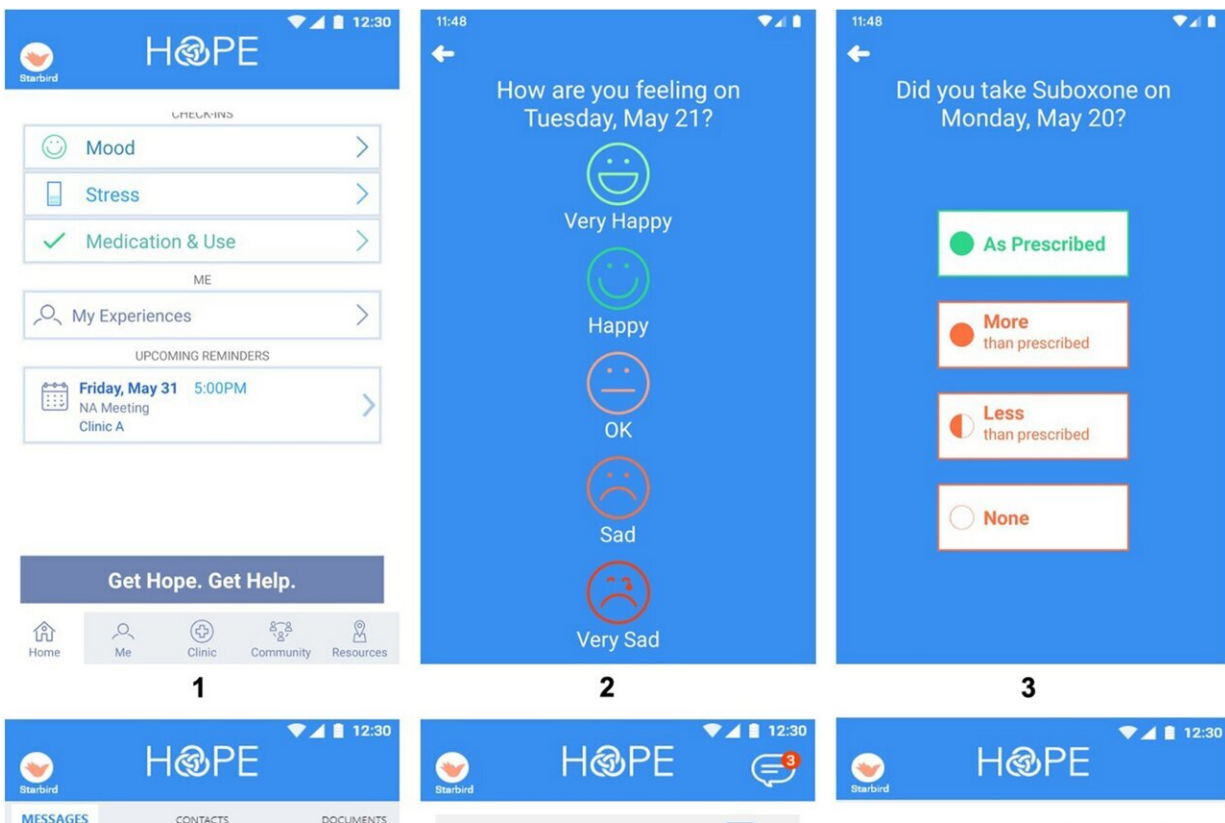 12:30
HOPE
Starbird
CHECK-INS
Mood
Stress
Medication & Use
ME
My Experiences
UPCOMING REMINDERS
Friday, May 31 5:00PM
NA Meeting
Clinic A
Get Hope. Get Help.
Home Me Clinic Community Resources
1
11:48
How are you feeling on
Tuesday, May 21?
Very Happy
Happy
OK
Sad
Very Sad
2
11:48
Did you take Suboxone on
Monday, May 20?
As Prescribed
More
than prescribed
Less
than prescribed
None
3
12:30
HOPE
Starbird
MESSAGES CONTACTS DOCUMENTS
12:30
HOPE
3
Starbird
12:30
HOPE
Starbird